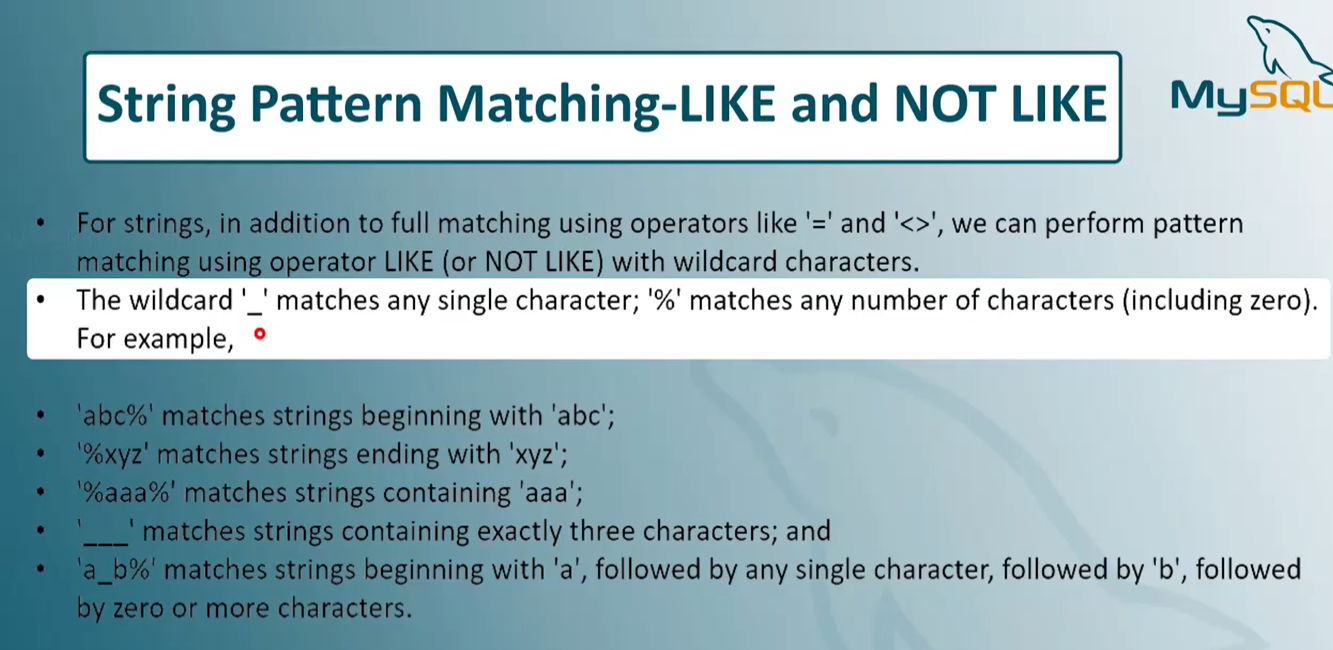 String Pattern Matching-LIKE and NOT LIKE
MySQL
• For strings, in addition to full matching using operators like '=' and '<>', we can perform pattern
matching using operator LIKE (or NOT LIKE) with wildcard characters.
• The wildcard '_' matches any single character; '%' matches any number of characters (including zero).
For example,
• 'abc%' matches strings beginning with 'abc';
• '%xyz' matches strings ending with 'xyz';
• '%aaa%' matches strings containing 'aaa';
• '___' matches strings containing exactly three characters; and
• 'a_b%' matches strings beginning with 'a', followed by any single character, followed by 'b', followed
by zero or more characters.